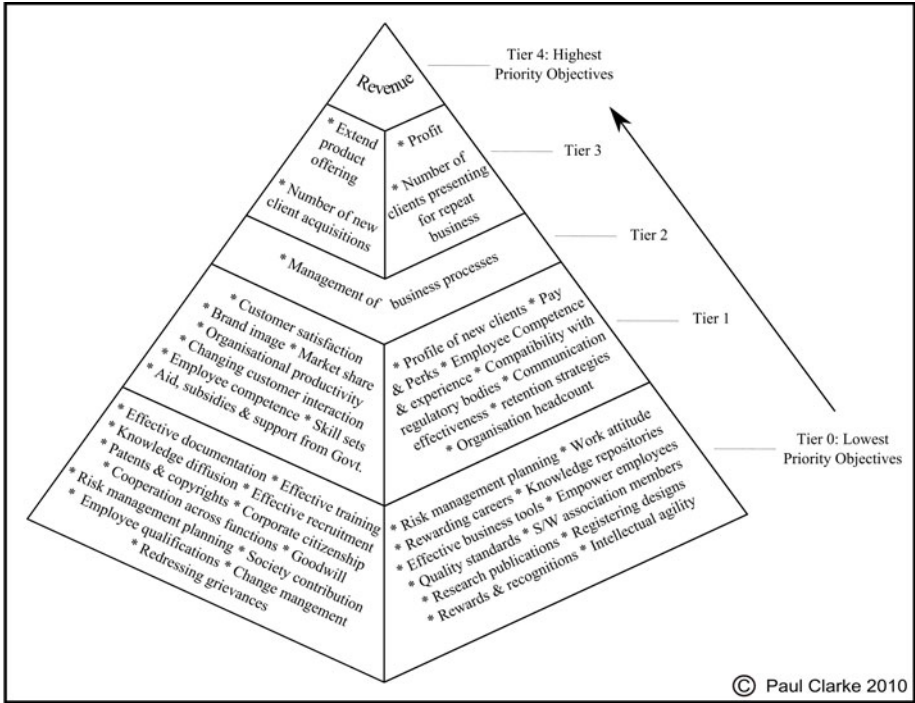 Revenue
Tier 4: Highest
Priority Objectives
* Extend
product
offering
* Number of new
client acquisitions
* Profit
* Number of
clients presenting
for repeat
business
Tier 3
* Management of business processes
Tier 2
* Customer satisfaction
* Brand image * Market share
* Organisational productivity
* Changing customer interaction
* Employee competence * Skill sets
* Aid, subsidies & support from Govt.
* Profile of new clients * Pay
& Perks * Employee Competence
& experience * Compatibility with
regulatory bodies * Communication
effectiveness * retention strategies
* Organisation headcount
Tier 1
* Effective documentation * Effective training
* Knowledge diffusion * Effective recruitment
* Patents & copyrights * Corporate citizenship
* Cooperation across functions * Goodwill
* Risk management planning * Society contribution
* Employee qualifications * Change mangement
* Redressing grievances
* Risk management planning * Work attitude
* Rewarding careers * Knowledge repositories
* Effective business tools * Empower employees
* Quality standards * S/W association members
* Research publications * Registering designs
* Rewards & recognitions * Intellectual agility
Tier 0: Lowest
Priority Objectives
© Paul Clarke 2010